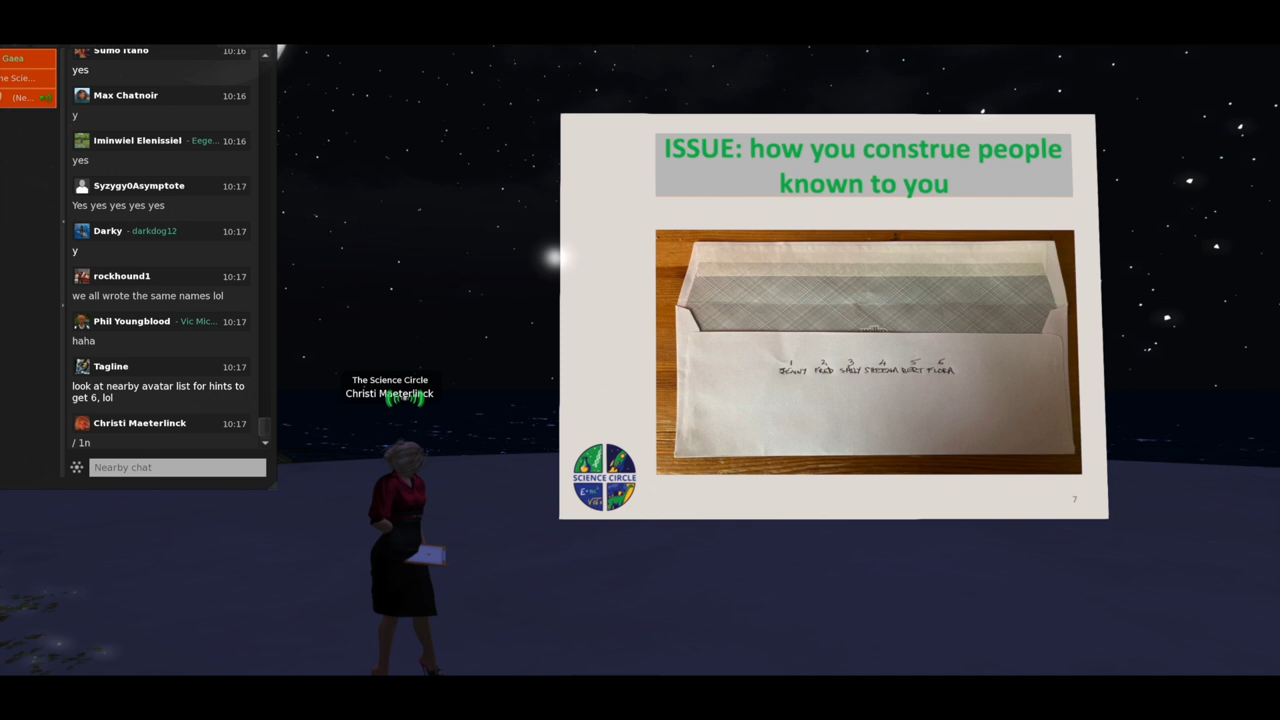 Gaea
he Scie...
(Ne...
Sumo Itano 10:16
yes
Max Chatnoir 10:16
y
Iminwiel Elenissiel - Eege... 10:16
yes
Syzygy0Asymptote 10:17
Yes yes yes yes yes
Darky - darkdog12 10:17
y
rockhound1 10:17
we all wrote the same names lol
Phil Youngblood - Vic Mic... 10:17
haha
Tagline 10:17
look at nearby avatar list for hints to
get 6, lol
Christi Maeterlinck 10:17
/ 1n
Nearby chat
The Science Circle
Christi Maeterlinck
ISSUE: how you construe people
known to you
1 2 3 4 5 6
JENNY FRED SALLY SHEENA BERT FLORA
SCIENCE CIRCLE
7